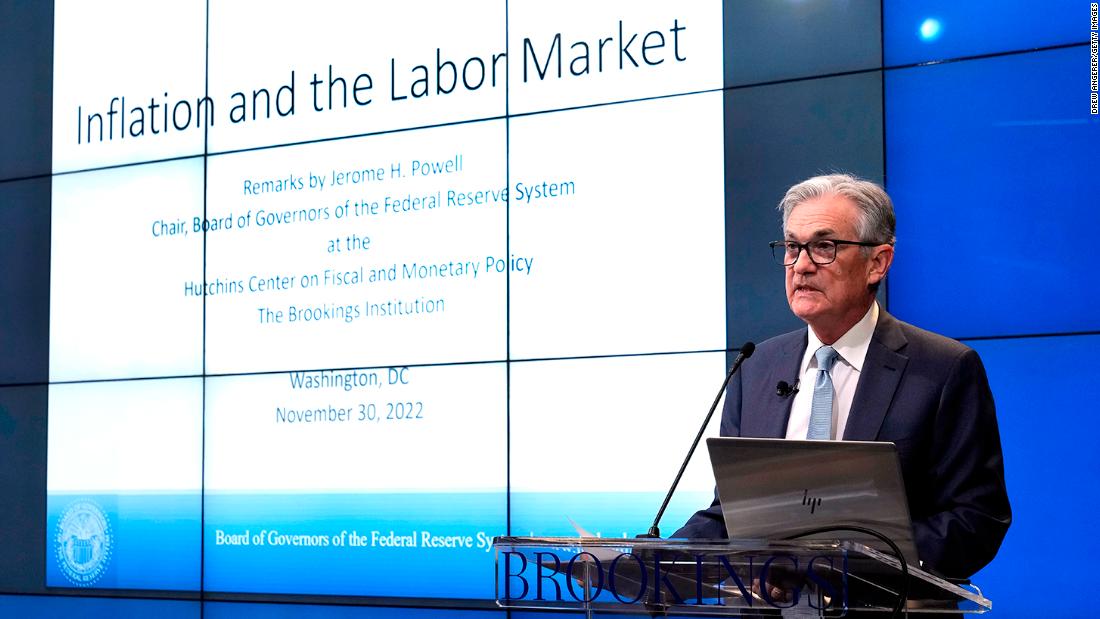 Inflation and the Labor Market
Remarks by Jerome H. Powell
Chair, Board of Governors of the Federal Reserve System
at the
Hutchins Center on Fiscal and Monetary Policy
The Brookings Institution
Washington, DC
November 30, 2022
Board of Governors of the Federal Reserve Sy
BROOKINGS
hp
DREW ANGERER/GETTY IMAGES